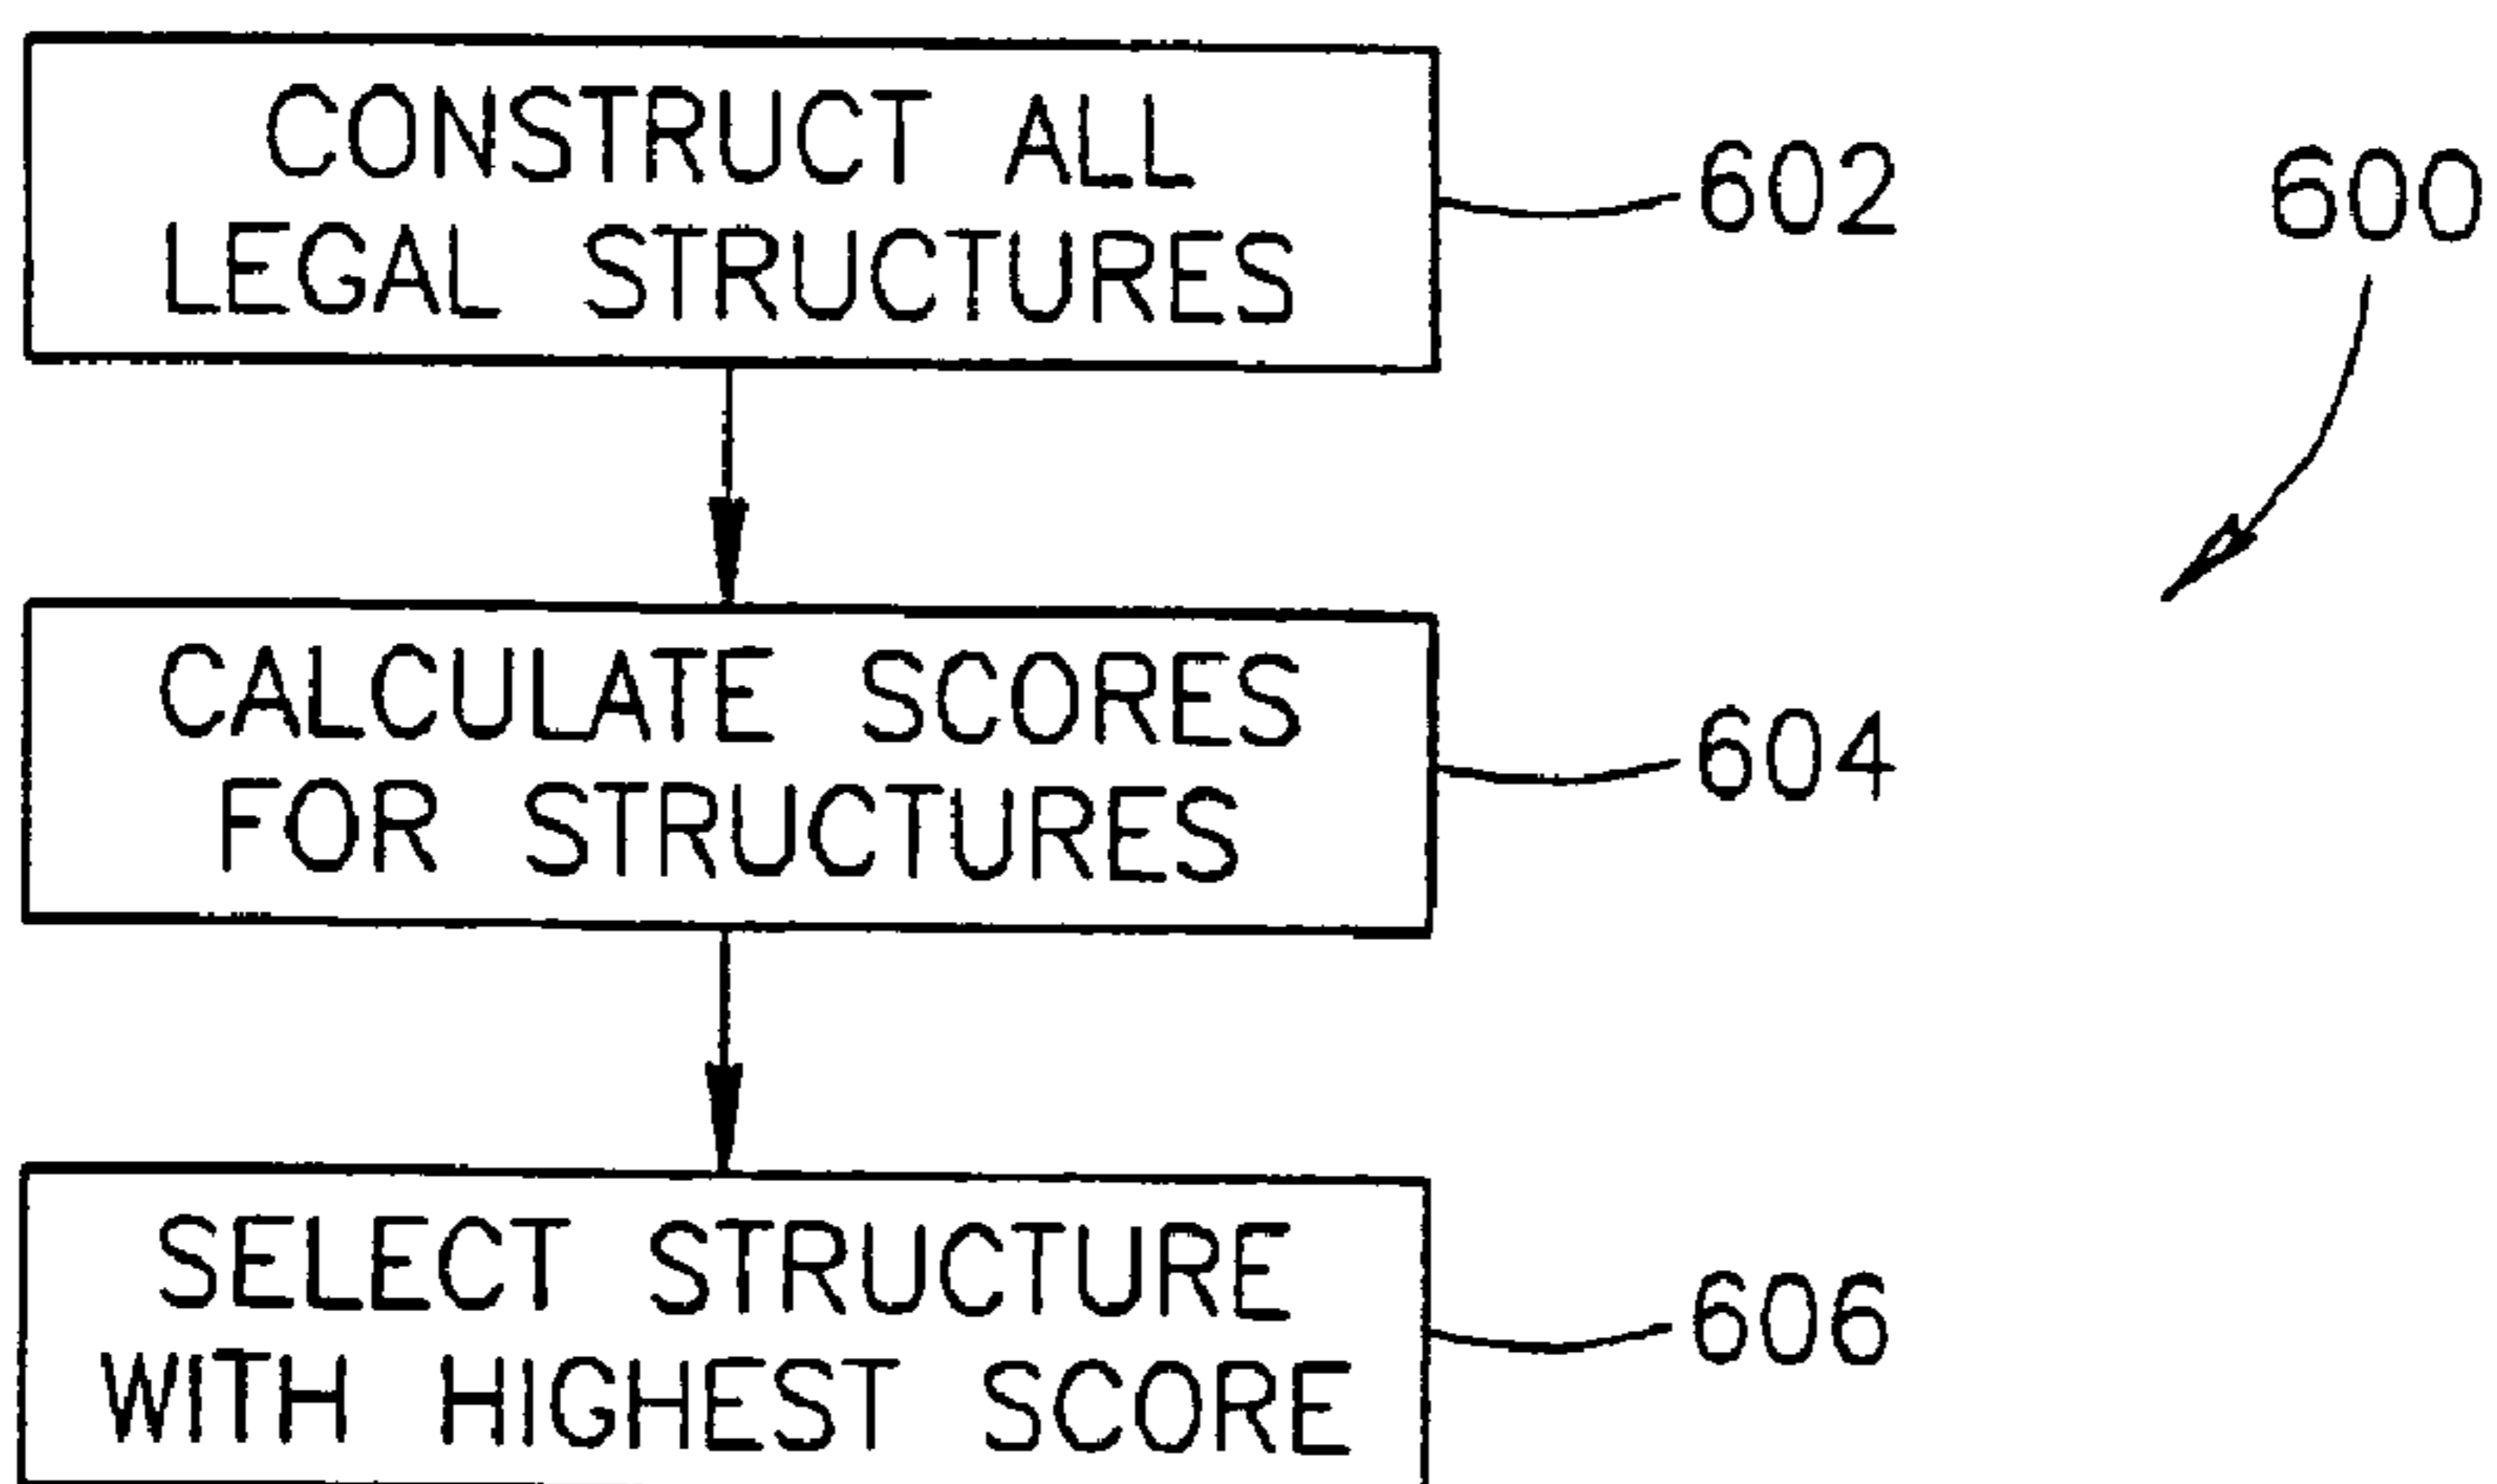 CONSTRUCT ALL
LEGAL STRUCTURES
602
600
CALCULATE SCORES
FOR STRUCTURES
604
SELECT STRUCTURE
WITH HIGHEST SCORE
606